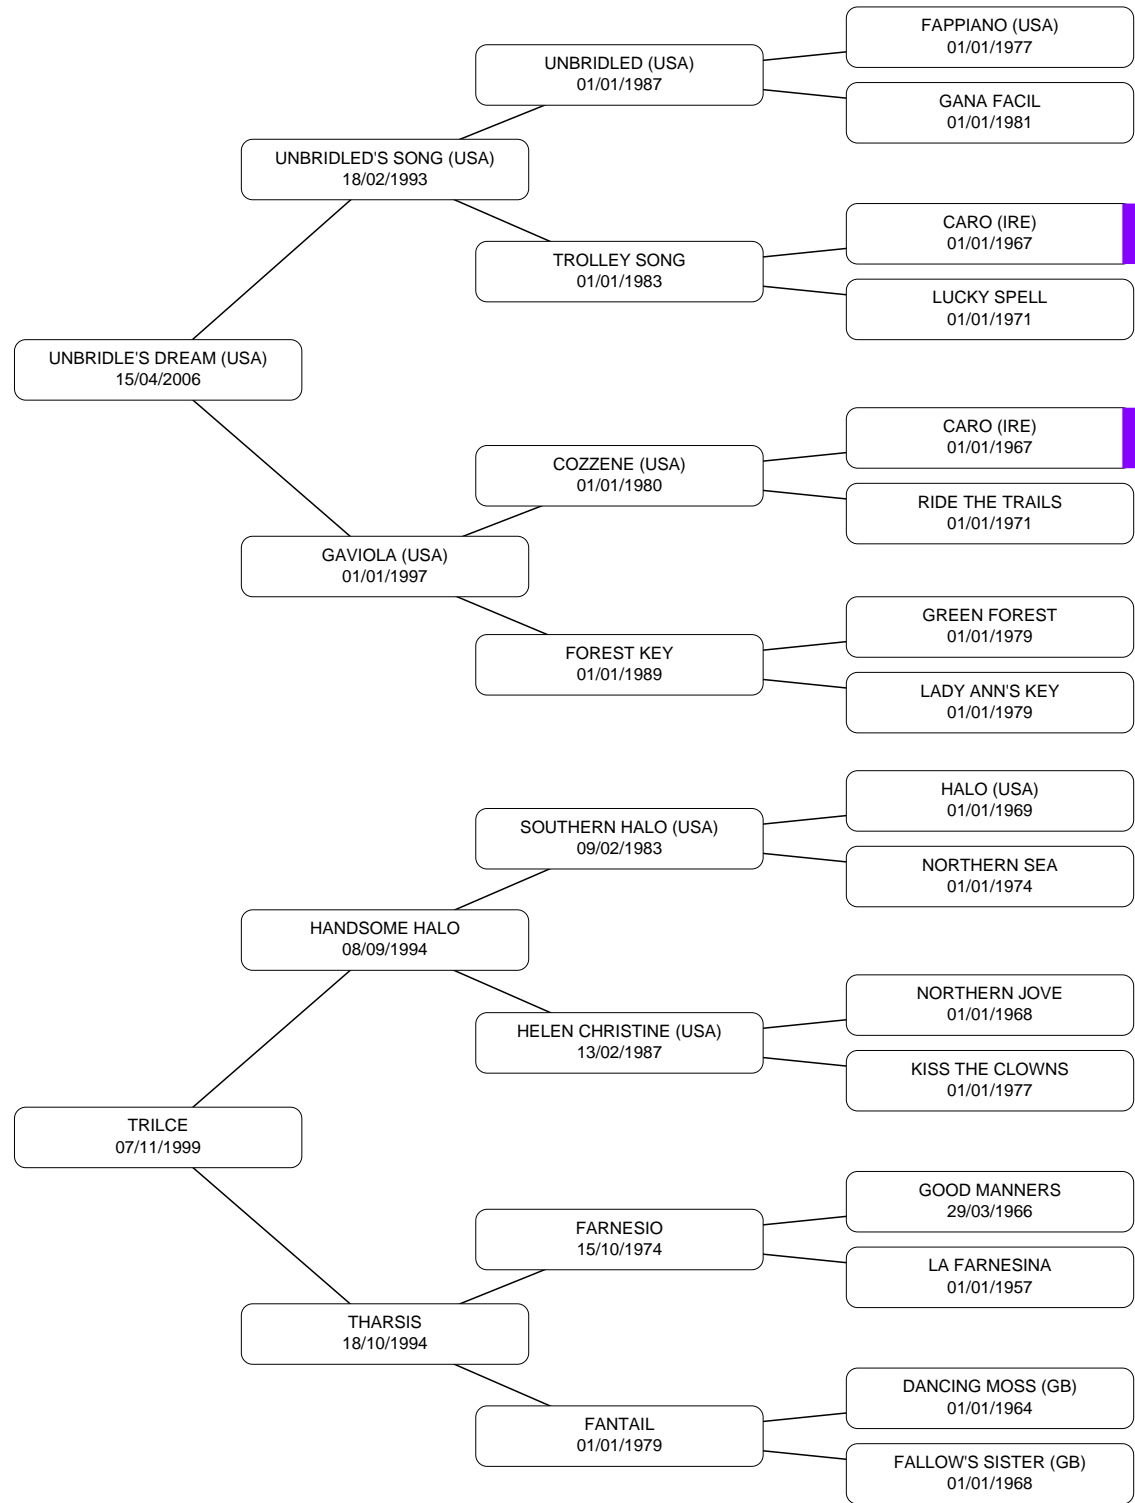 FAPPIANO (USA)
01/01/1977
UNBRIDLED (USA)
01/01/1987
GANA FACIL
01/01/1981
UNBRIDLED'S SONG (USA)
18/02/1993
CARO (IRE)
01/01/1967
TROLLEY SONG
01/01/1983
LUCKY SPELL
01/01/1971
UNBRIDLE'S DREAM (USA)
15/04/2006
CARO (IRE)
01/01/1967
COZZENE (USA)
01/01/1980
RIDE THE TRAILS
01/01/1971
GAVIOLA (USA)
01/01/1997
GREEN FOREST
01/01/1979
FOREST KEY
01/01/1989
LADY ANN'S KEY
01/01/1979
HALO (USA)
01/01/1969
SOUTHERN HALO (USA)
09/02/1983
NORTHERN SEA
01/01/1974
HANDSOME HALO
08/09/1994
NORTHERN JOVE
01/01/1968
HELEN CHRISTINE (USA)
13/02/1987
KISS THE CLOWNS
01/01/1977
TRILCE
07/11/1999
GOOD MANNERS
29/03/1966
FARNESIO
15/10/1974
LA FARNESINA
01/01/1957
THARSIS
18/10/1994
DANCING MOSS (GB)
01/01/1964
FANTAIL
01/01/1979
FALLOW'S SISTER (GB)
01/01/1968